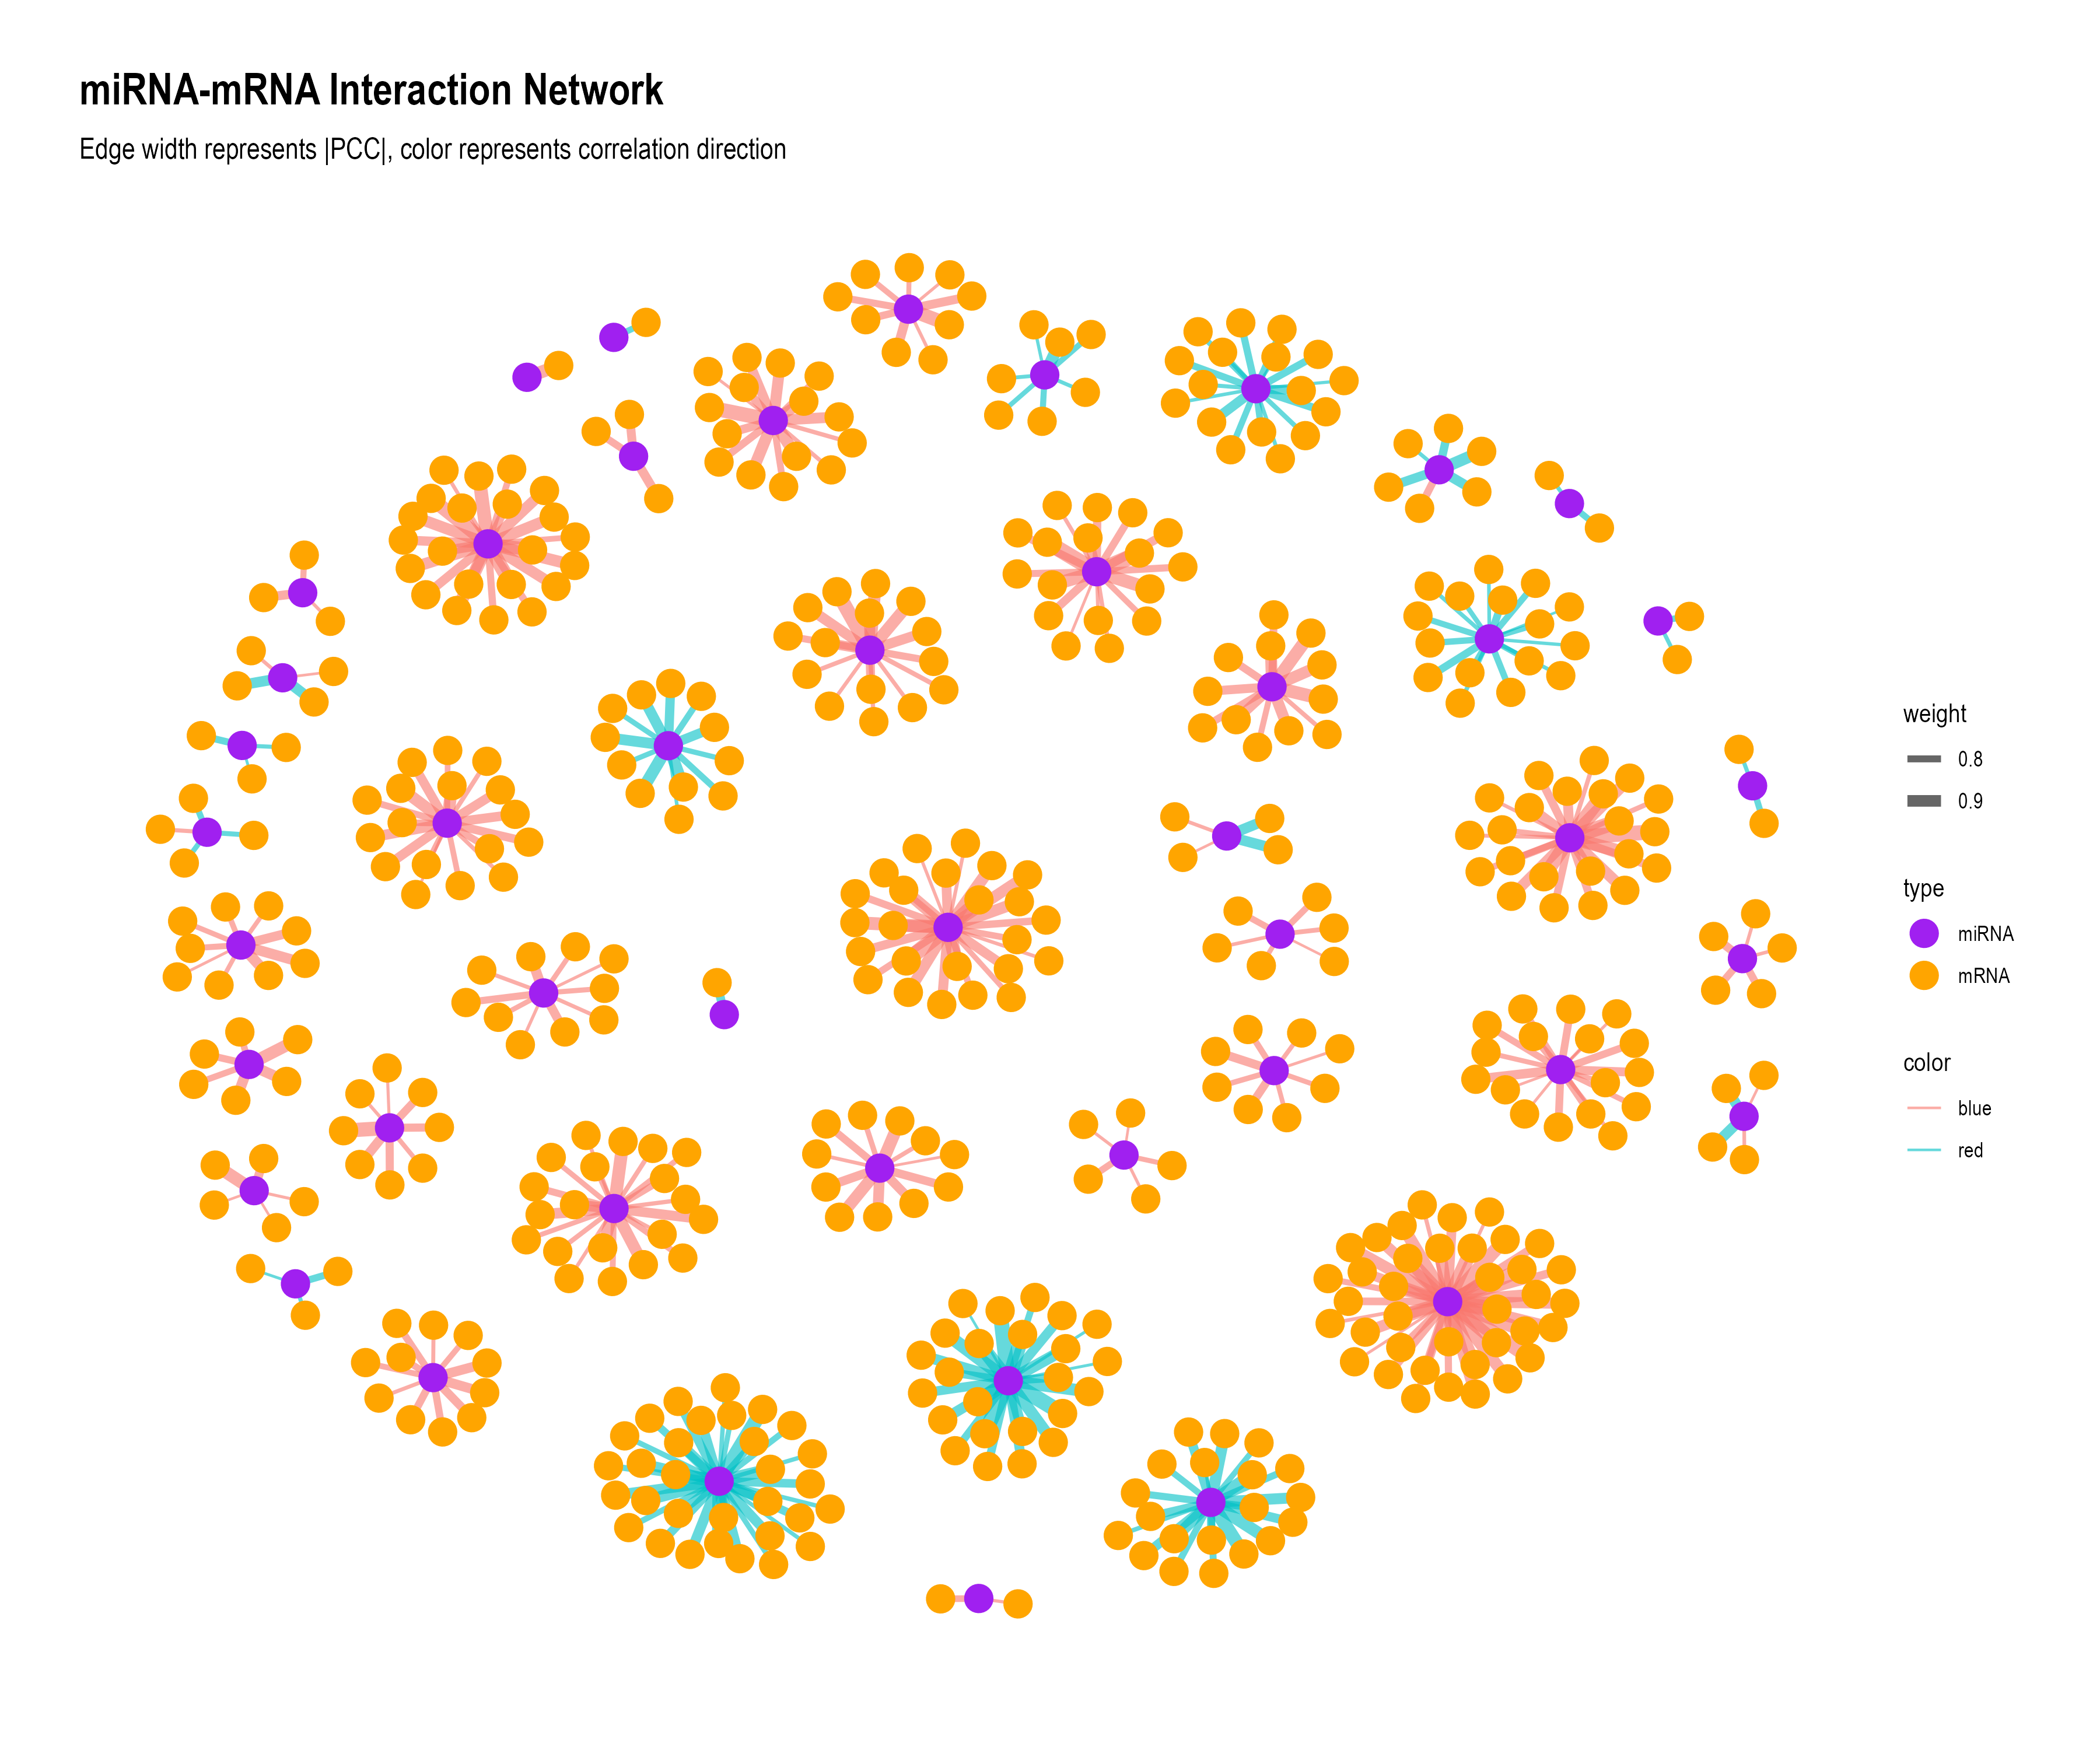 miRNA-mRNA Interaction Network
Edge width represents |PCC|, color represents correlation direction
weight
0.8
0.9
type
miRNA
mRNA
color
blue
red